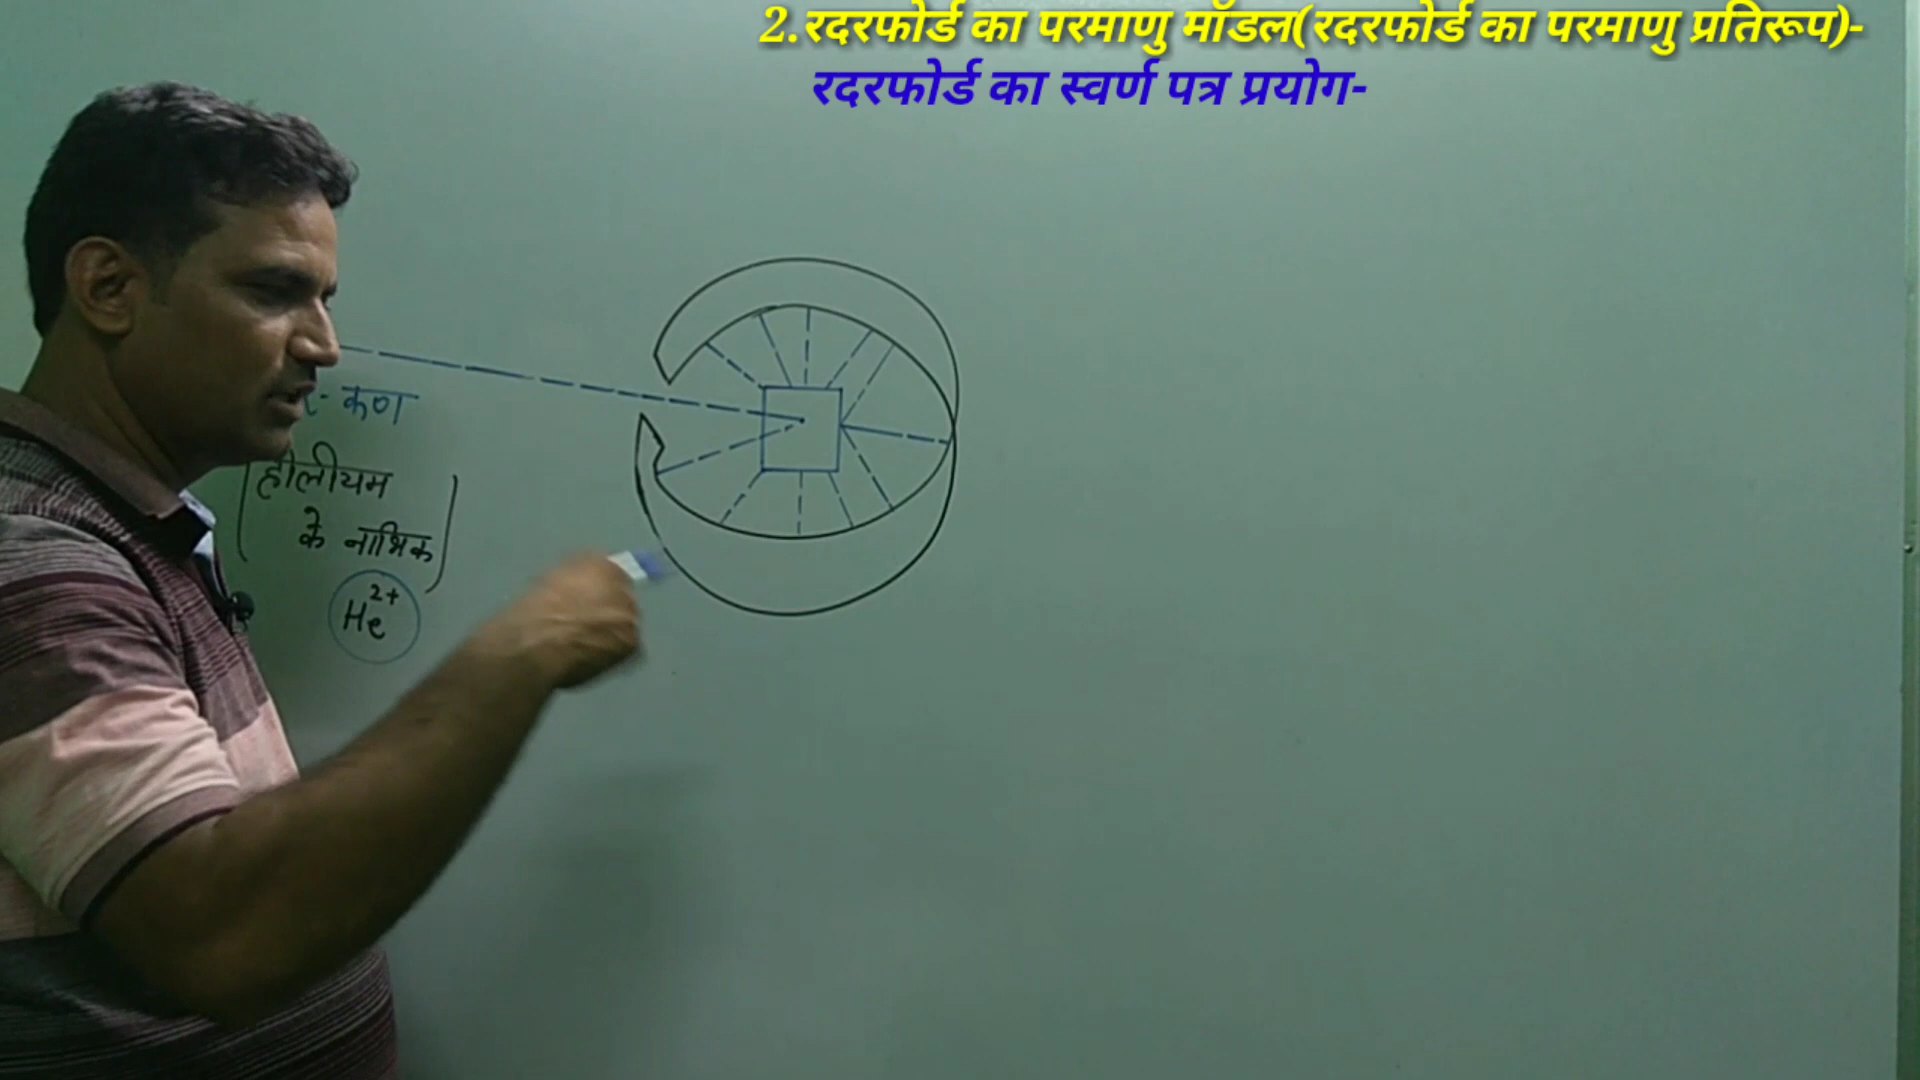 2.रदरफोर्ड का परमाणु मॉडल(रदरफोर्ड का परमाणु प्रतिरूप)-
रदरफोर्ड का स्वर्ण पत्र प्रयोग-
- कण
(हीलीयम
के नाभिक)
He²⁺